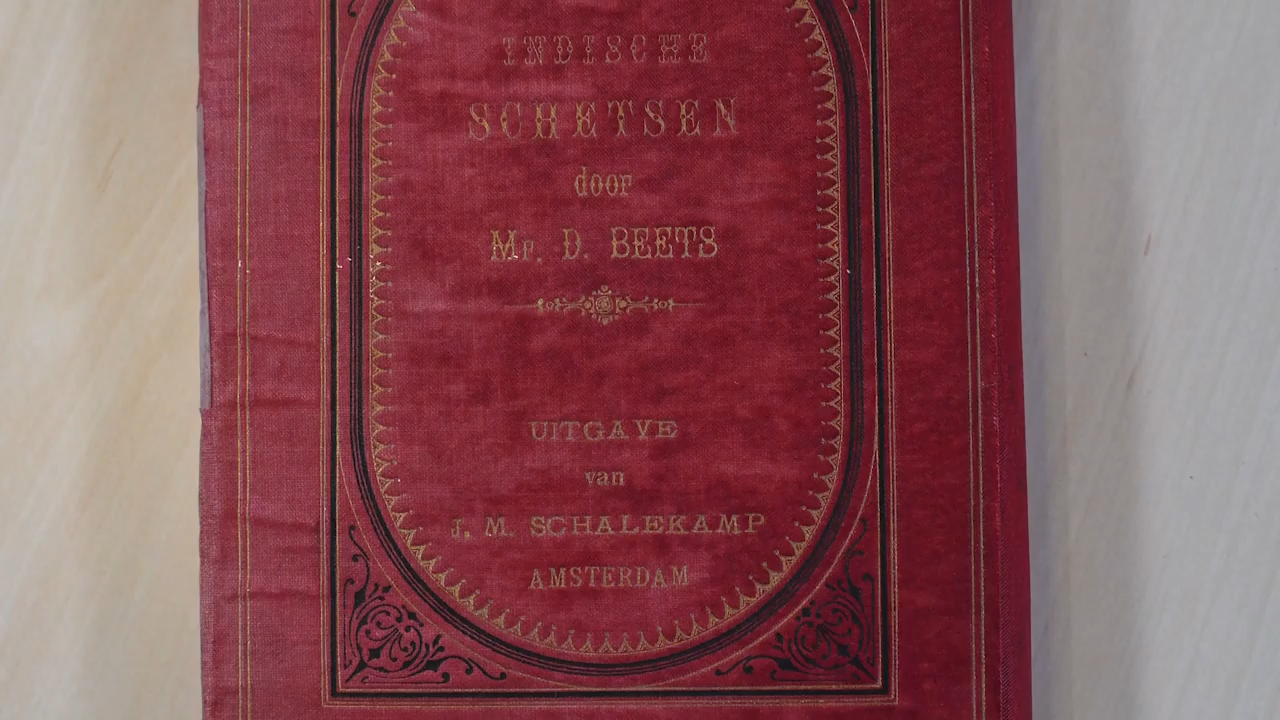 INDISCHE
SCHETSEN
door
Mr. D. BEETS
UITGAVE
van
J. M. SCHALEKAMP
AMSTERDAM